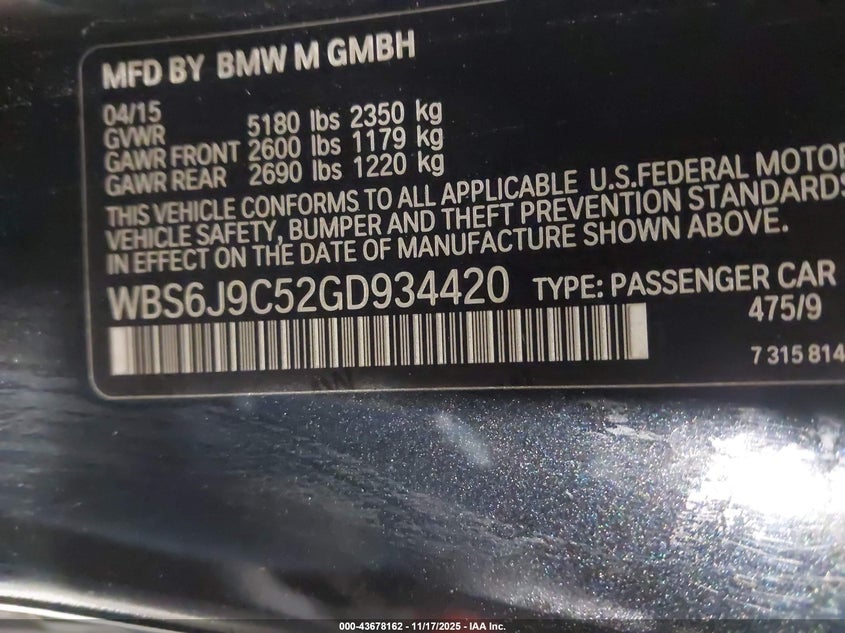 MFD BY BMW M GMBH
04/15
GVWR 5180 lbs 2350 kg
GAWR FRONT 2600 lbs 1179 kg
GAWR REAR 2690 lbs 1220 kg
THIS VEHICLE CONFORMS TO ALL APPLICABLE U.S.FEDERAL MOTOR
VEHICLE SAFETY, BUMPER AND THEFT PREVENTION STANDARDS
IN EFFECT ON THE DATE OF MANUFACTURE SHOWN ABOVE.
WBS6J9C52GD934420 TYPE: PASSENGER CAR
475/9
7 315 814
000-43678162 - 11/17/2025 - IAA Inc.